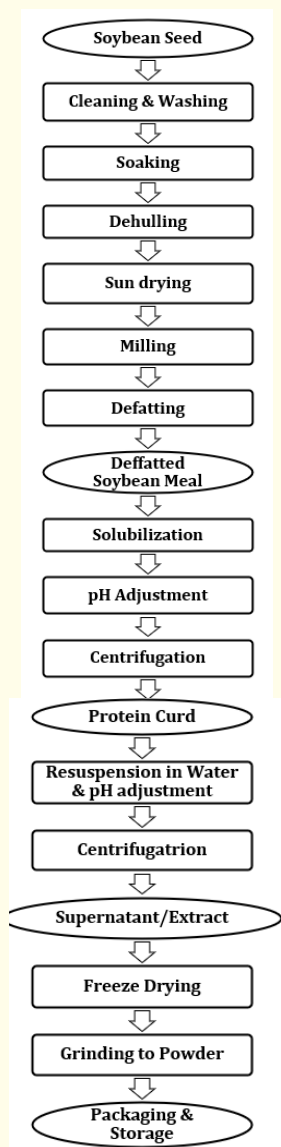 Soybean Seed
Cleaning & Washing
Soaking
Dehulling
Sun drying
Milling
Defatting
Deffatted
Soybean Meal
Solubilization
pH Adjustment
Centrifugation
Protein Curd
Resuspension in Water
& pH adjustment
Centrifugatrion
Supernatant/Extract
Freeze Drying
Grinding to Powder
Packaging &
Storage